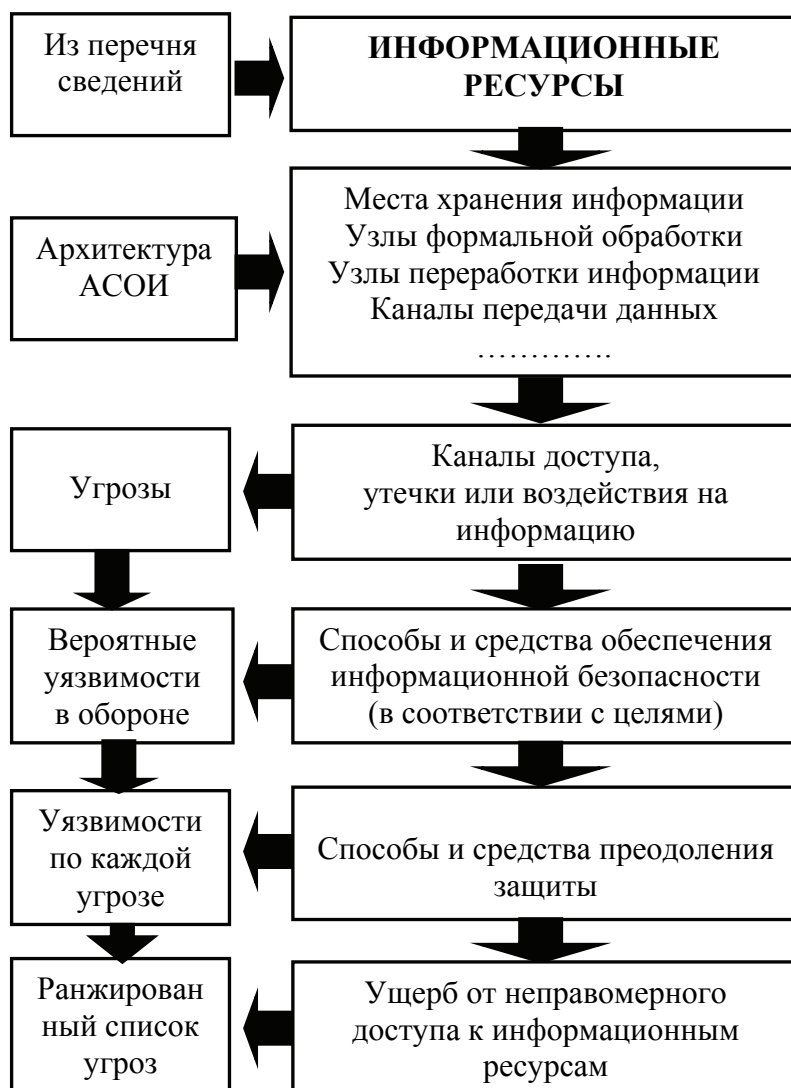 Из перечня
сведений
ИНФОРМАЦИОННЫЕ
РЕСУРСЫ
Архитектура
АСОИ
Места хранения информации
Узлы формальной обработки
Узлы переработки информации
Каналы передачи данных
………….
Угрозы
Каналы доступа,
утечки или воздействия на
информацию
Вероятные
уязвимости
в обороне
Способы и средства обеспечения
информационной безопасности
(в соответствии с целями)
Уязвимости
по каждой
угрозе
Способы и средства преодоления
защиты
Ранжирован
ный список
угроз
Ущерб от неправомерного
доступа к информационным
ресурсам